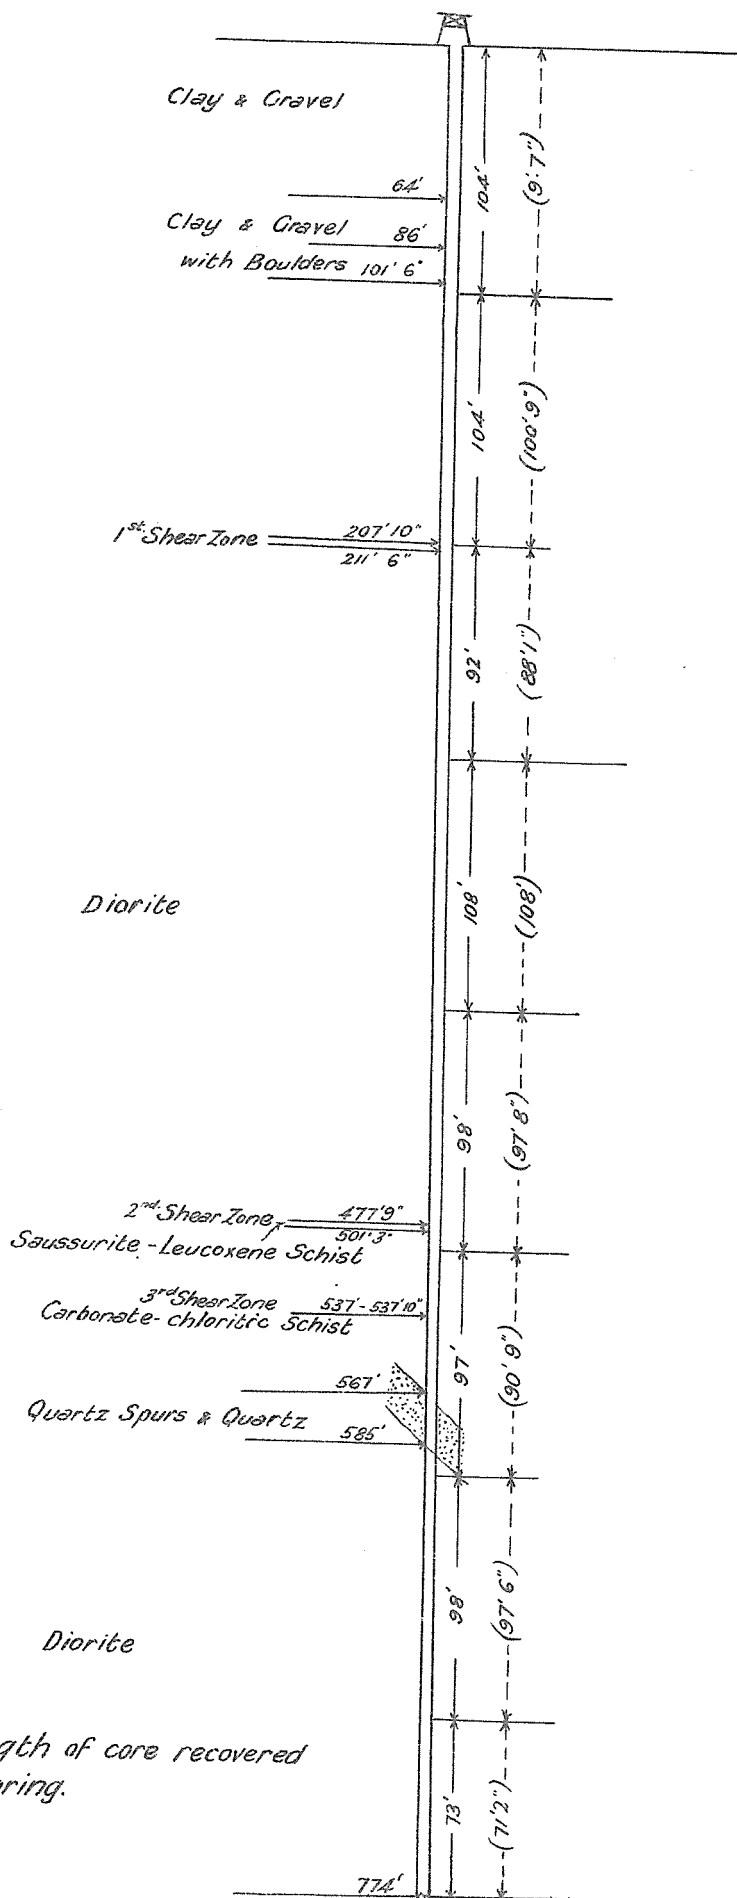 Clay & Gravel
64'
Clay & Gravel
86'
with Boulders
101' 6"
104'
(9'.7")
104'
(100'.9")
1st. Shear Zone
207'10"
211' 6"
92'
(88'1")
108'
(108')
Diorite
98'
(97' 8")
2nd. Shear Zone
477'9"
501'.3"
Saussurite - Leucoxene Schist
3rd Shear Zone
537' - 537'10"
Carbonate - chloritic Schist
97'
(90' 9")
567'
Quartz Spurs & Quartz
585'
98'
(97' 6")
Diorite
gth of core recovered
ring.
73'
(71'2")
774'